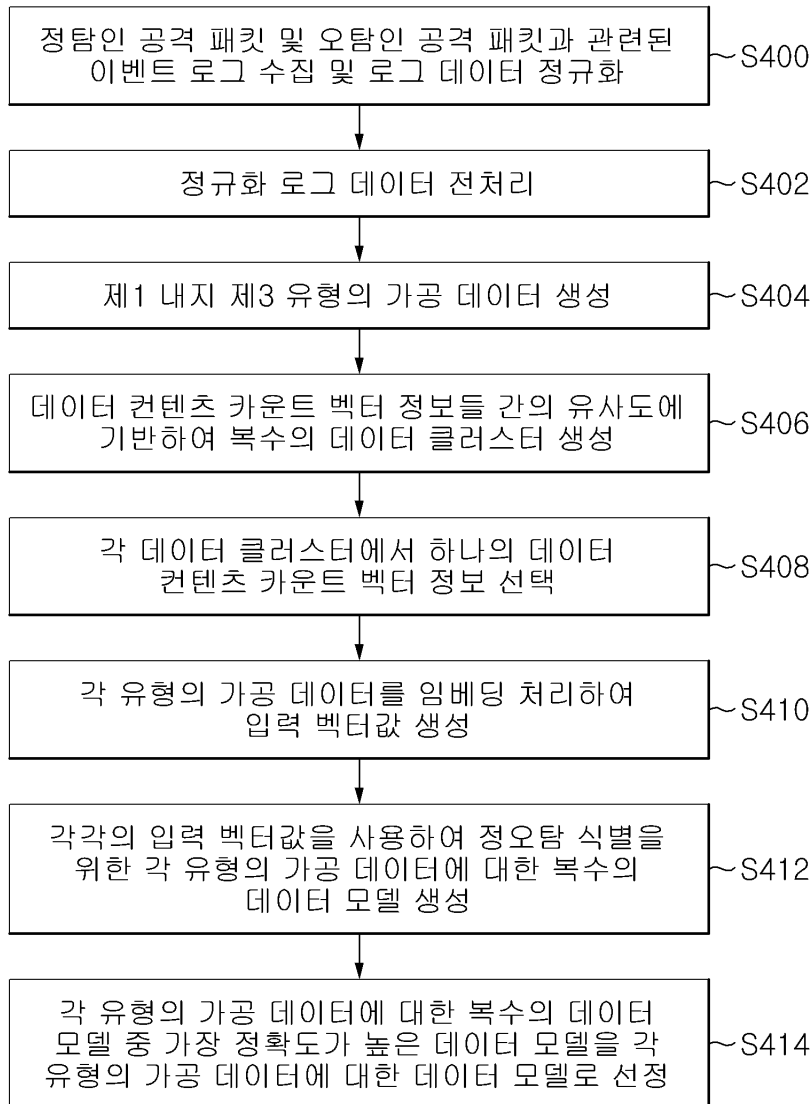 정탐인 공격 패킷 및 오탐인 공격 패킷과 관련된
이벤트 로그 수집 및 로그 데이터 정규화
S400
정규화 로그 데이터 전처리
S402
제1 내지 제3 유형의 가공 데이터 생성
S404
데이터 컨텐츠 카운트 벡터 정보들 간의 유사도에
기반하여 복수의 데이터 클러스터 생성
S406
각 데이터 클러스터에서 하나의 데이터
컨텐츠 카운트 벡터 정보 선택
S408
각 유형의 가공 데이터를 임베딩 처리하여
입력 벡터값 생성
S410
각각의 입력 벡터값을 사용하여 정오탐 식별을
위한 각 유형의 가공 데이터에 대한 복수의
데이터 모델 생성
S412
각 유형의 가공 데이터에 대한 복수의 데이터
모델 중 가장 정확도가 높은 데이터 모델을 각
유형의 가공 데이터에 대한 데이터 모델로 선정
S414